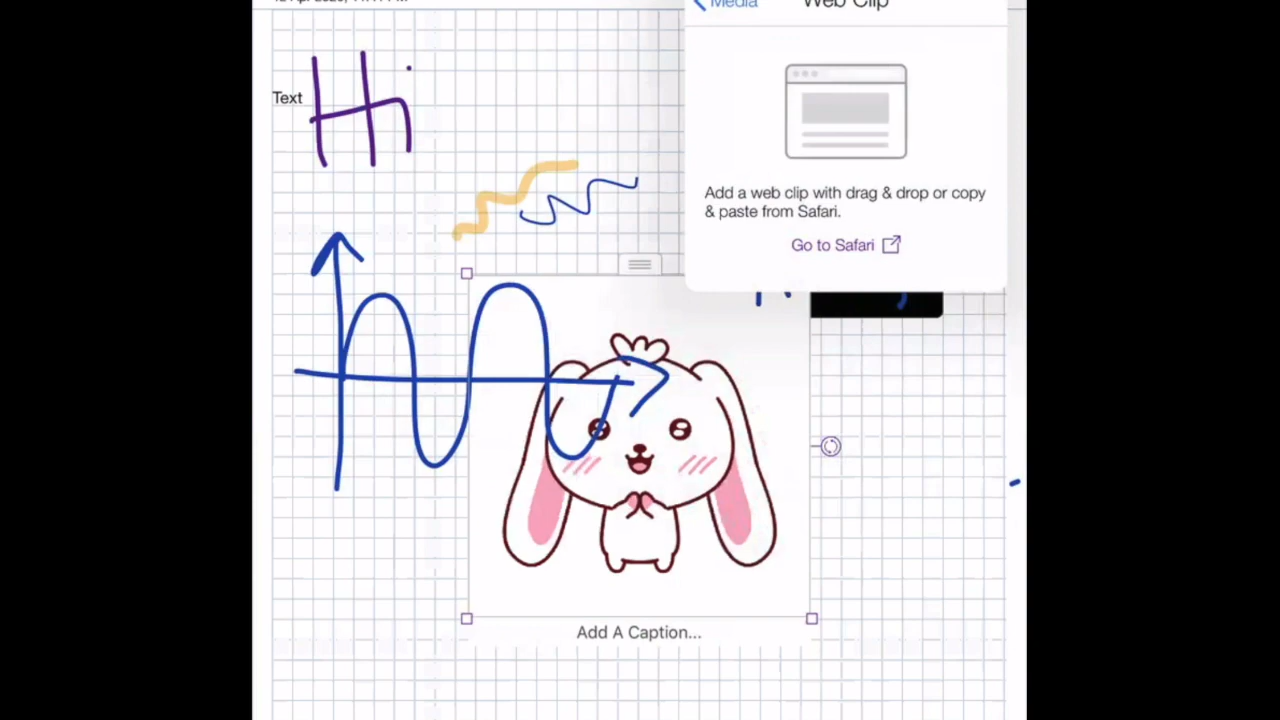 Media
Web Clip
Hi
Text
Add a web clip with drag & drop or copy
& paste from Safari.
Go to Safari
Add A Caption...